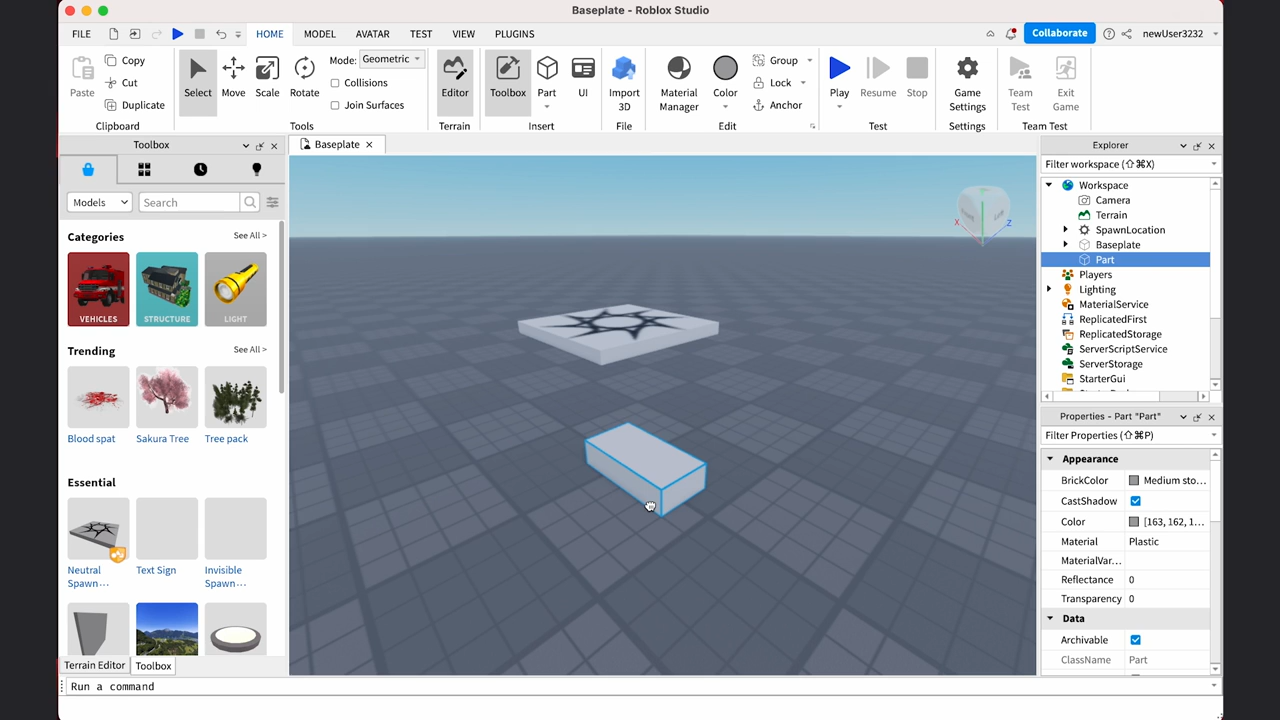 Baseplate - Roblox Studio
FILE
HOME
MODEL
AVATAR
TEST
VIEW
PLUGINS
Collaborate
newUser3232
Paste
Copy
Cut
Duplicate
Clipboard
Select
Move
Scale
Rotate
Mode: Geometric
Collisions
Join Surfaces
Tools
Editor
Terrain
Toolbox
Part
UI
Insert
Import
3D
File
Material
Manager
Color
Group
Lock
Anchor
Edit
Play
Resume
Stop
Test
Game
Settings
Settings
Team
Test
Exit
Game
Team Test
Toolbox
Models
Search
Categories
See All >
VEHICLES
STRUCTURE
LIGHT
Trending
See All >
Blood spat
Sakura Tree
Tree pack
Essential
Neutral
Spawn...
Text Sign
Invisible
Spawn...
Terrain Editor
Toolbox
Run a command
Baseplate
X
Z
Explorer
Filter workspace (⇧⌘X)
Workspace
Camera
Terrain
SpawnLocation
Baseplate
Part
Players
Lighting
MaterialService
ReplicatedFirst
ReplicatedStorage
ServerScriptService
ServerStorage
StarterGui
Properties - Part "Part"
Filter Properties (⇧⌘P)
Appearance
BrickColor Medium sto...
CastShadow
Color [163, 162, 1...
Material Plastic
MaterialVar...
Reflectance 0
Transparency 0
Data
Archivable
ClassName Part